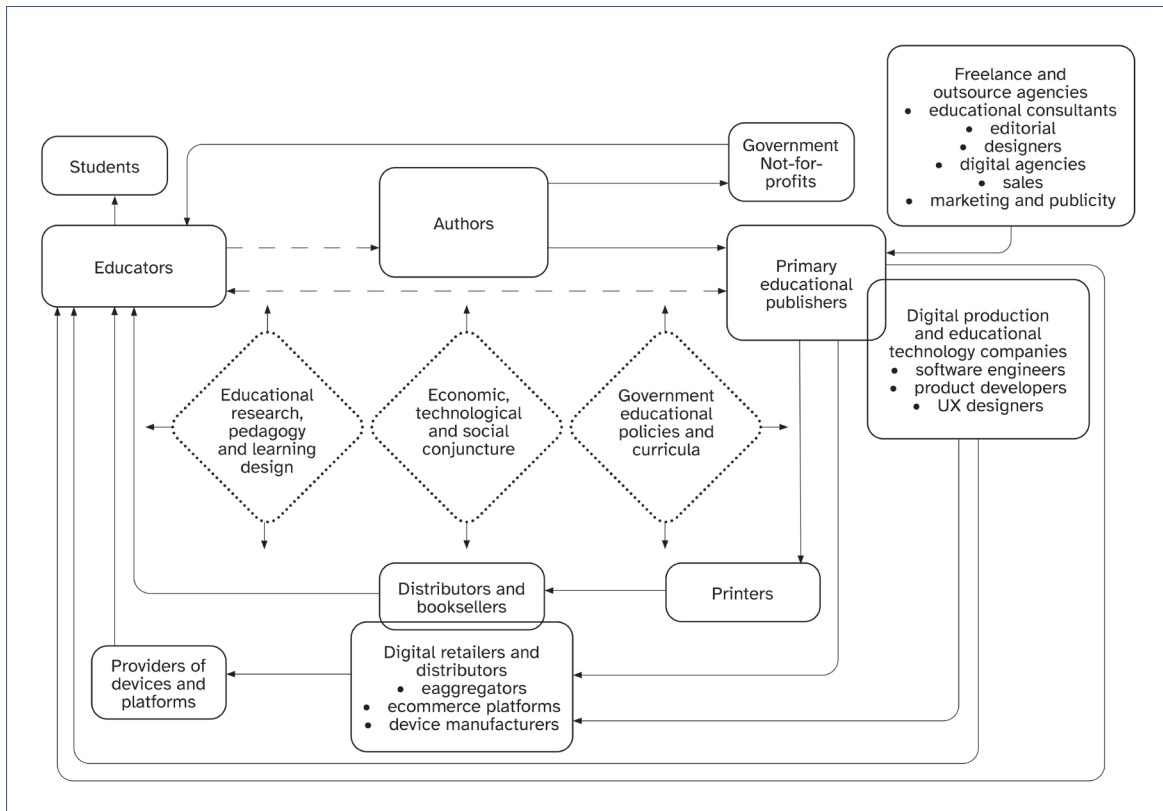 Freelance and
outsource agencies
• educational consultants
• editorial
• designers
• digital agencies
• sales
• marketing and publicity
Government
Not-for-
profits
Students
Authors
Educators
Primary
educational
publishers
Digital production
and educational
technology companies
• software engineers
• product developers
• UX designers
Educational
research,
pedagogy
and learning
design
Economic,
technological
and social
conjuncture
Government
educational
policies and
curricula
Distributors and
booksellers
Printers
Digital retailers and
distributors
• eaggregators
• ecommerce platforms
• device manufacturers
Providers of
devices and
platforms